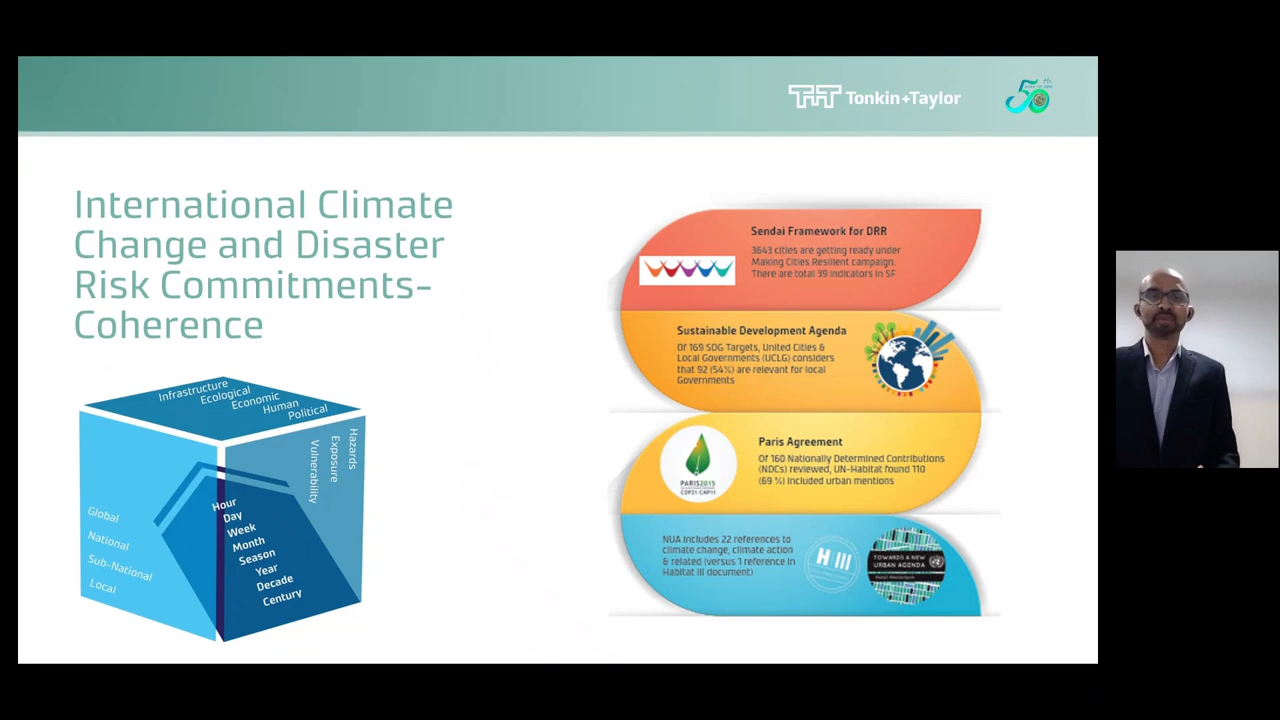 Tonkin+Taylor
50
International Climate
Change and Disaster
Risk Commitments-
Coherence
Infrastructure
Ecological
Economic
Human
Political
Hazards
Exposure
Vulnerability
Global
National
Sub-National
Local
Hour
Day
Week
Month
Season
Year
Decade
Century
Sendai Framework for DRR
3643 cities are getting ready under
Making Cities Resilient campaign.
There are total 39 indicators in SF
Sustainable Development Agenda
Of 169 SDG Targets, United Cities &
Local Governments (UCLG) considers
that 92 (54%) are relevant for local
Governments
Paris Agreement
Of 160 Nationally Determined Contributions
(NDCs) reviewed, UN-Habitat found 110
(69 %) included urban mentions
PARIS2015
COP21·CMP11
NUA includes 22 references to
climate change, climate action
& related (versus 1 reference in
Habitat III document)
H III
TOWARDS A NEW
URBAN AGENDA